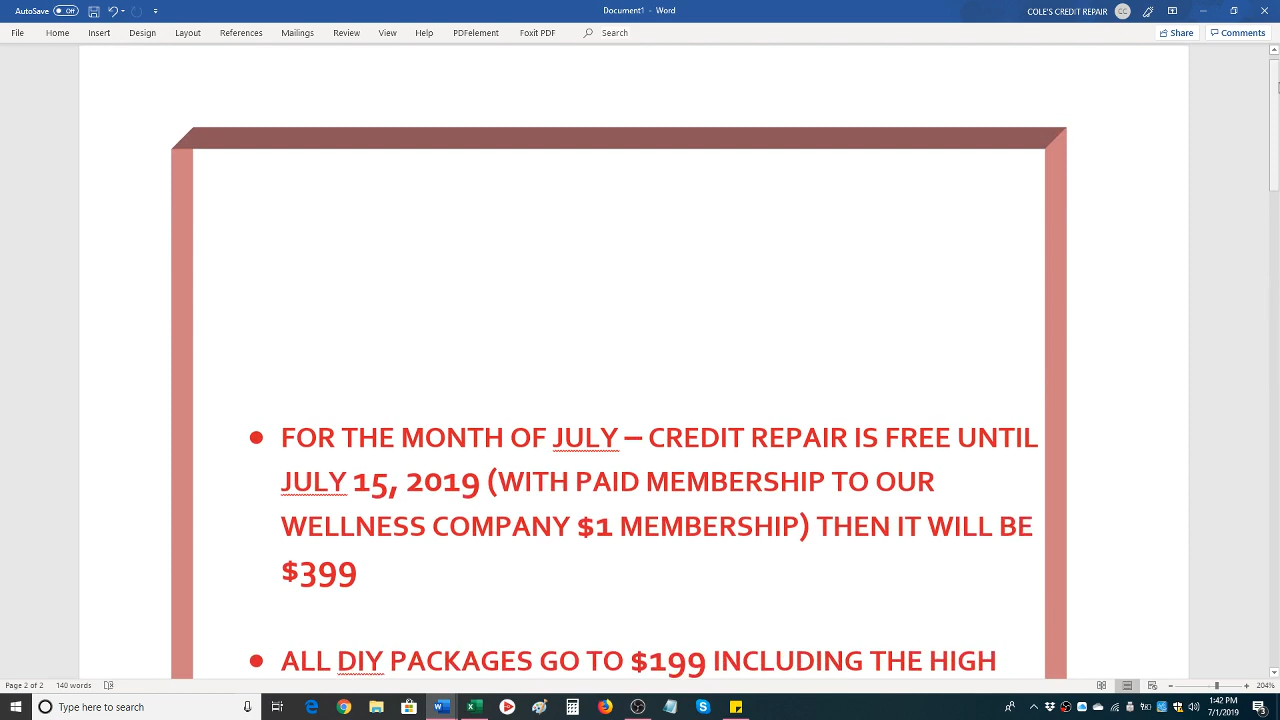 AutoSave Off Document1 - Word COLE'S CREDIT REPAIR CC
File Home Insert Design Layout References Mailings Review View Help PDFelement Foxit PDF Search Share Comments
• FOR THE MONTH OF JULY – CREDIT REPAIR IS FREE UNTIL
JULY 15, 2019 (WITH PAID MEMBERSHIP TO OUR
WELLNESS COMPANY $1 MEMBERSHIP) THEN IT WILL BE
$399
• ALL DIY PACKAGES GO TO $199 INCLUDING THE HIGH
Page 2 of 2 140 words 204%
Type here to search 1:42 PM
7/1/2019